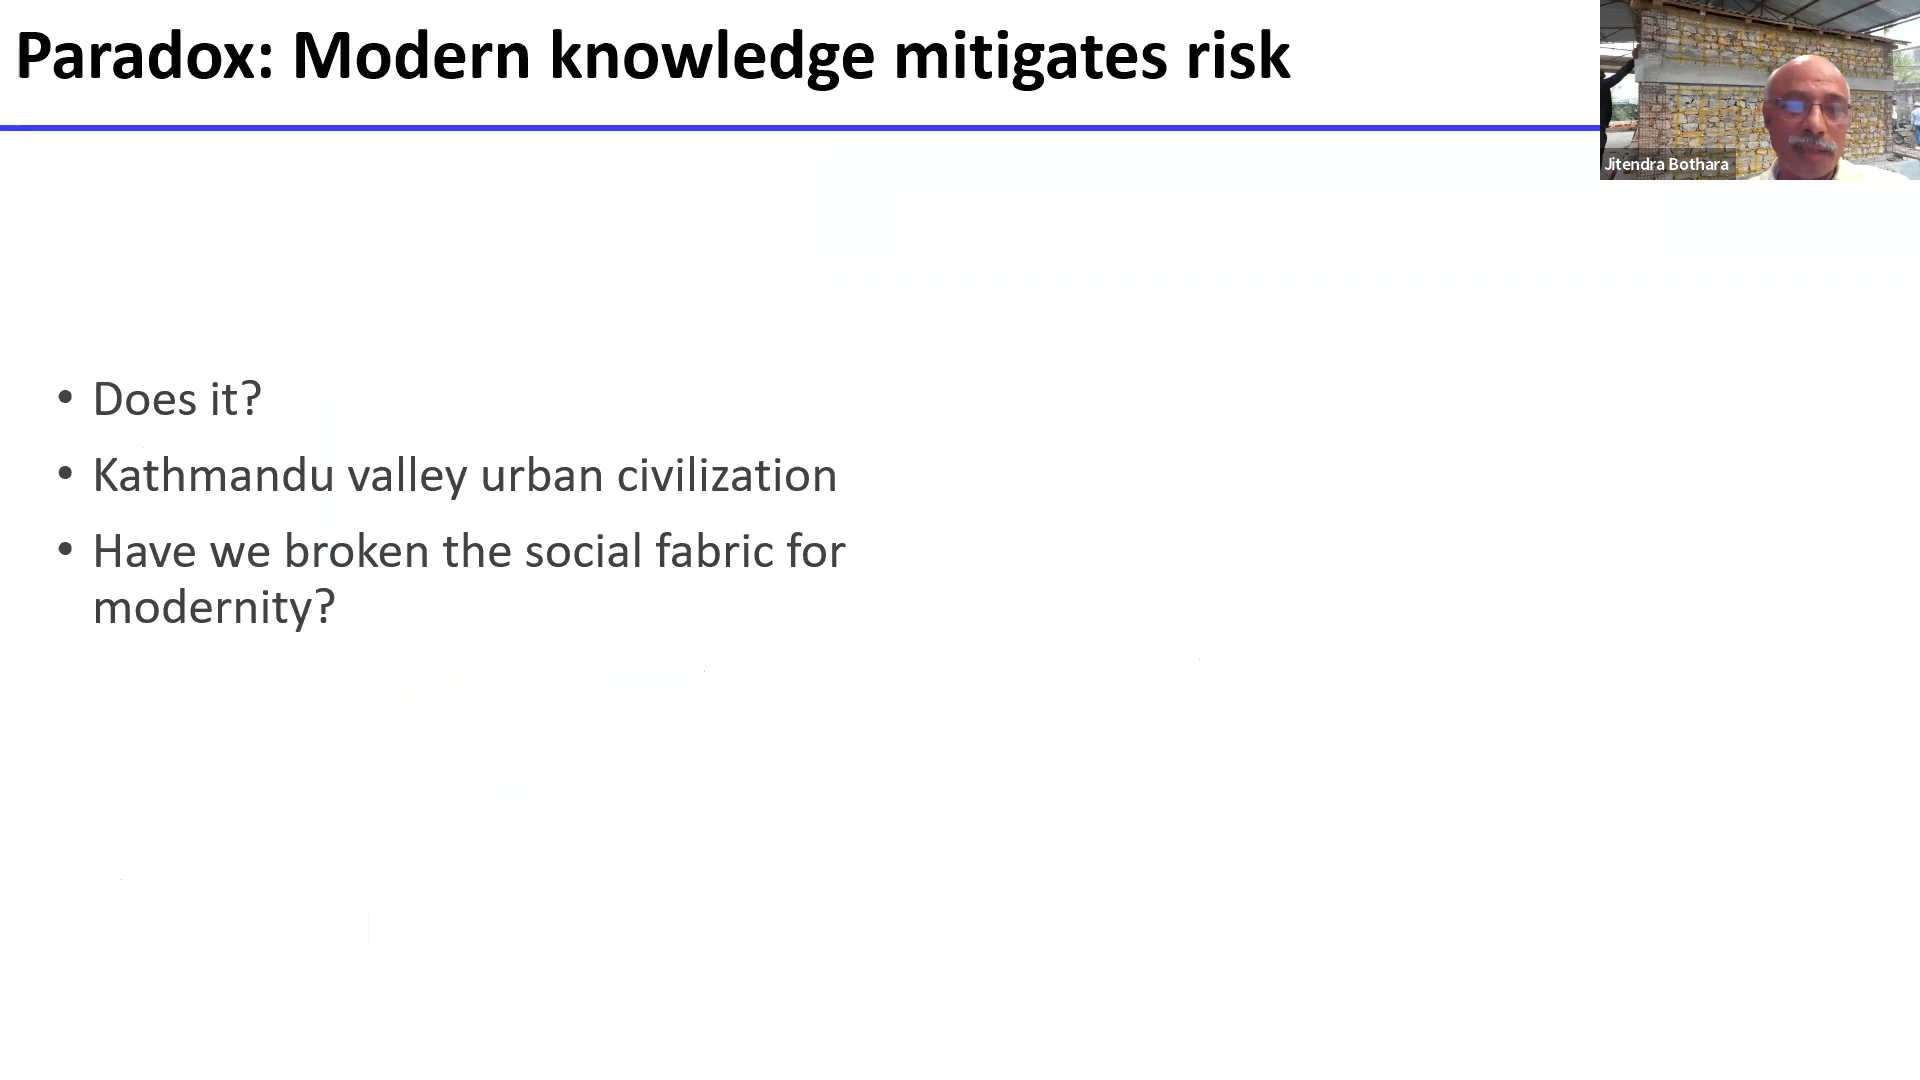 Paradox: Modern knowledge mitigates risk
Jitendra Bothara
• Does it?
• Kathmandu valley urban civilization
• Have we broken the social fabric for
modernity?